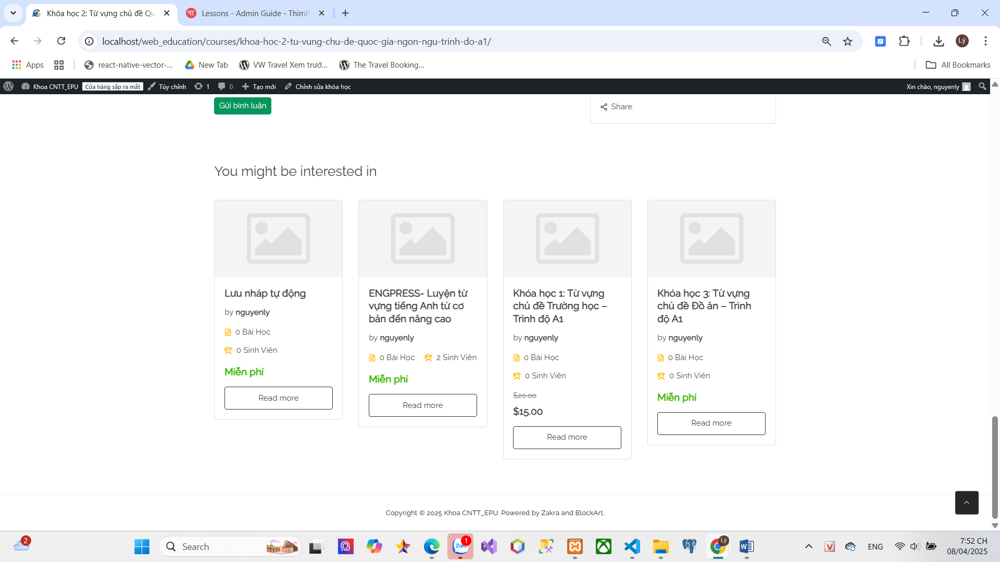 Khóa học 2: Từ vựng chủ đề Qu
Lessons - Admin Guide - ThimP
localhost/web_education/courses/khoa-hoc-2-tu-vung-chu-de-quoc-gia-ngon-ngu-trinh-do-a1/
Lý
Apps
react-native-vector-...
New Tab
VW Travel Xem trướ...
The Travel Booking...
All Bookmarks
Khoa CNTT_EPU
Cửa hàng sắp ra mắt
Tùy chỉnh
1
0
Tạo mới
Chỉnh sửa khóa học
Xin chào, nguyenly
Gửi bình luận
Share
You might be interested in
Lưu nháp tự động
by nguyenly
0 Bài Học
0 Sinh Viên
Miễn phí
Read more
ENGPRESS- Luyện từ
vựng tiếng Anh từ cơ
bản đến nâng cao
by nguyenly
0 Bài Học
2 Sinh Viên
Miễn phí
Read more
Khóa học 1: Từ vựng
chủ đề Trường học –
Trình độ A1
by nguyenly
0 Bài Học
0 Sinh Viên
$20.00
$15.00
Read more
Khóa học 3: Từ vựng
chủ đề Đồ ăn – Trình
độ A1
by nguyenly
0 Bài Học
0 Sinh Viên
Miễn phí
Read more
Copyright © 2025 Khoa CNTT_EPU. Powered by Zakra and BlockArt.
2
Search
Zalo
1
Lý
ENG
7:52 CH
08/04/2025